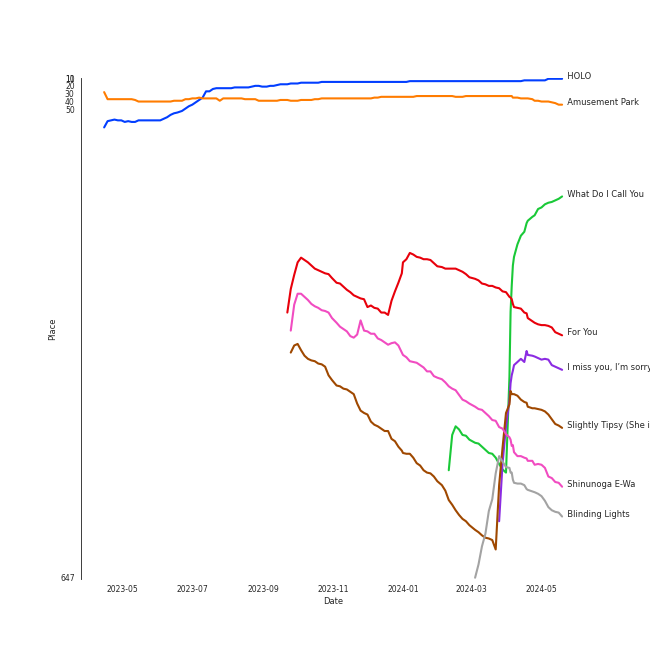 10
20
30
40
50
647
Place
HOLO
Amusement Park
What Do I Call You
For You
I miss you, I'm sorry
Slightly Tipsy (She i
Shinunoga E-Wa
Blinding Lights
2023-05
2023-07
2023-09
2023-11
2024-01
2024-03
2024-05
Date